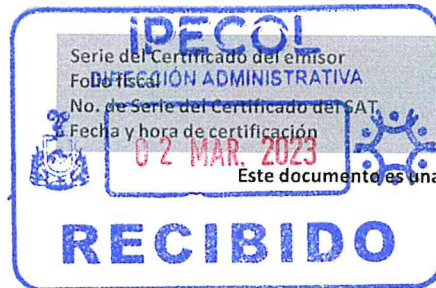 IPECOL
Serie del Certificado del emisor
DIRECCIÓN ADMINISTRATIVA
Folio fiscal
No. de Serie del Certificado del SAT
Fecha y hora de certificación
02 MAR. 2023
Este documento es una
RECIBIDO